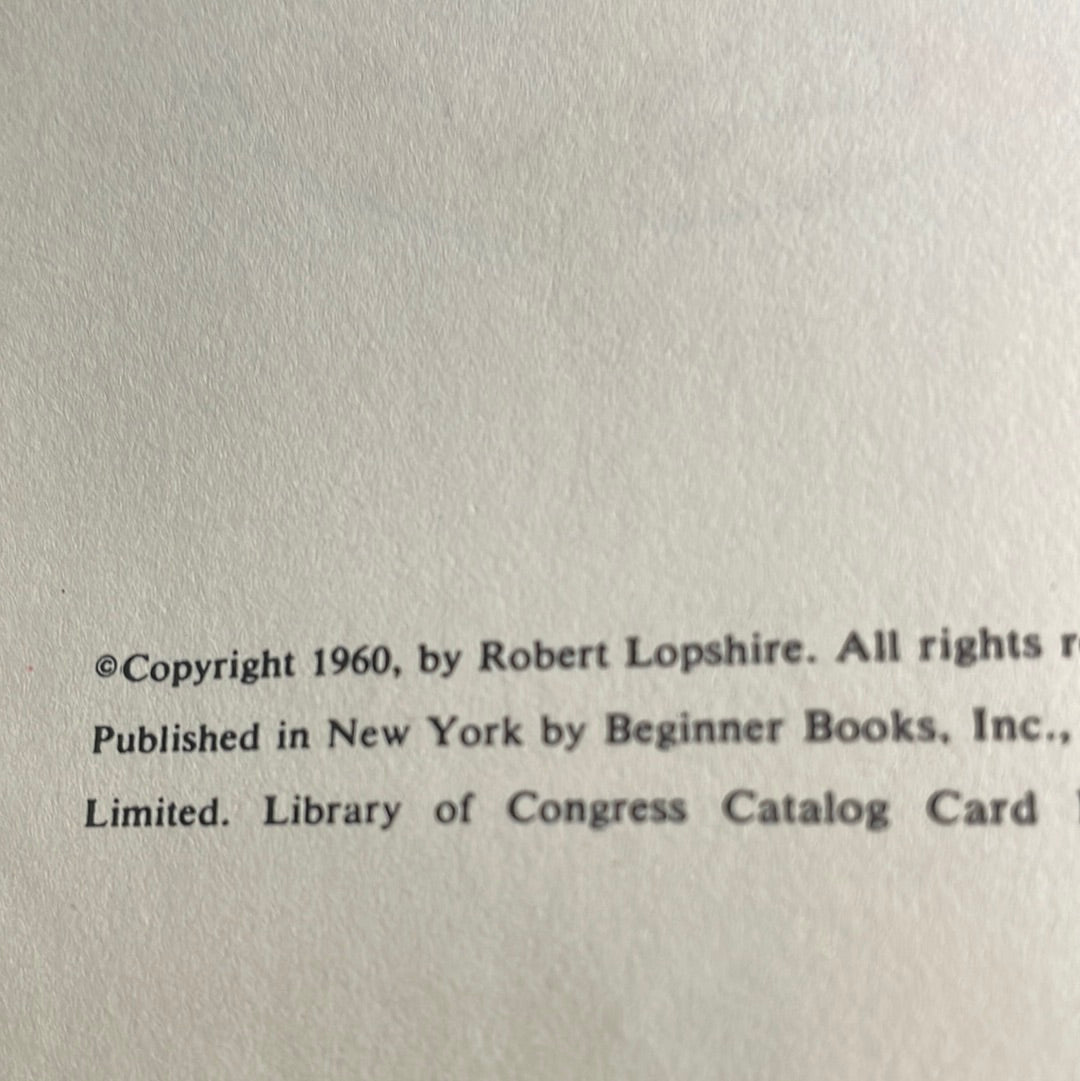 ©Copyright 1960, by Robert Lopshire. All rights
Published in New York by Beginner Books, Inc.,
Limited. Library of Congress Catalog Card